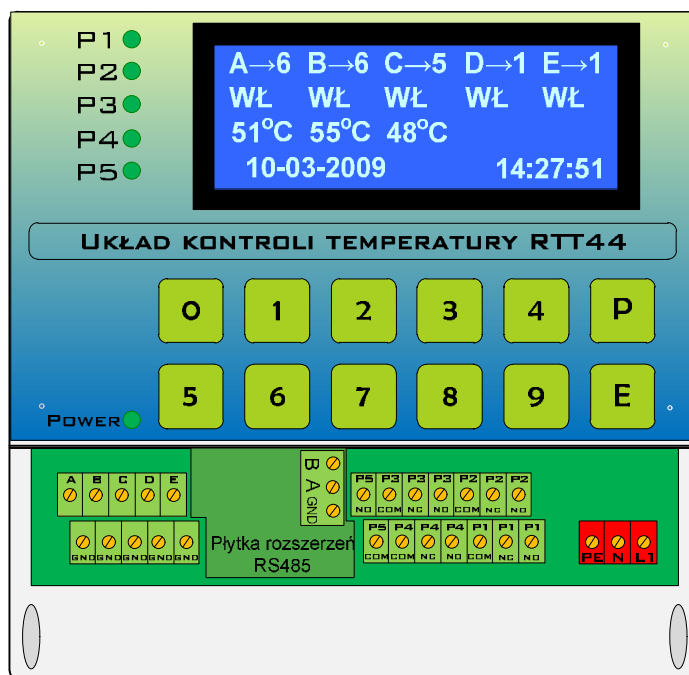 P1
P2
P3
P4
P5
A→6 B→6 C→5 D→1 E→1
WŁ WŁ WŁ WŁ WŁ
51°C 55°C 48°C
10-03-2009 14:27:51
UKŁAD KONTROLI TEMPERATURY RTT44
0 1 2 3 4 P
5 6 7 8 9 E
POWER
A B C D E
GND GND GND GND GND
B
A
GND
Płytka rozszerzeń
RS485
P5 P3 P3 P3 P2 P2 P2
NO COM NC NO COM NC NO
P5 P4 P4 P4 P1 P1 P1
COM COM NC NO COM NC NO
PE N L1